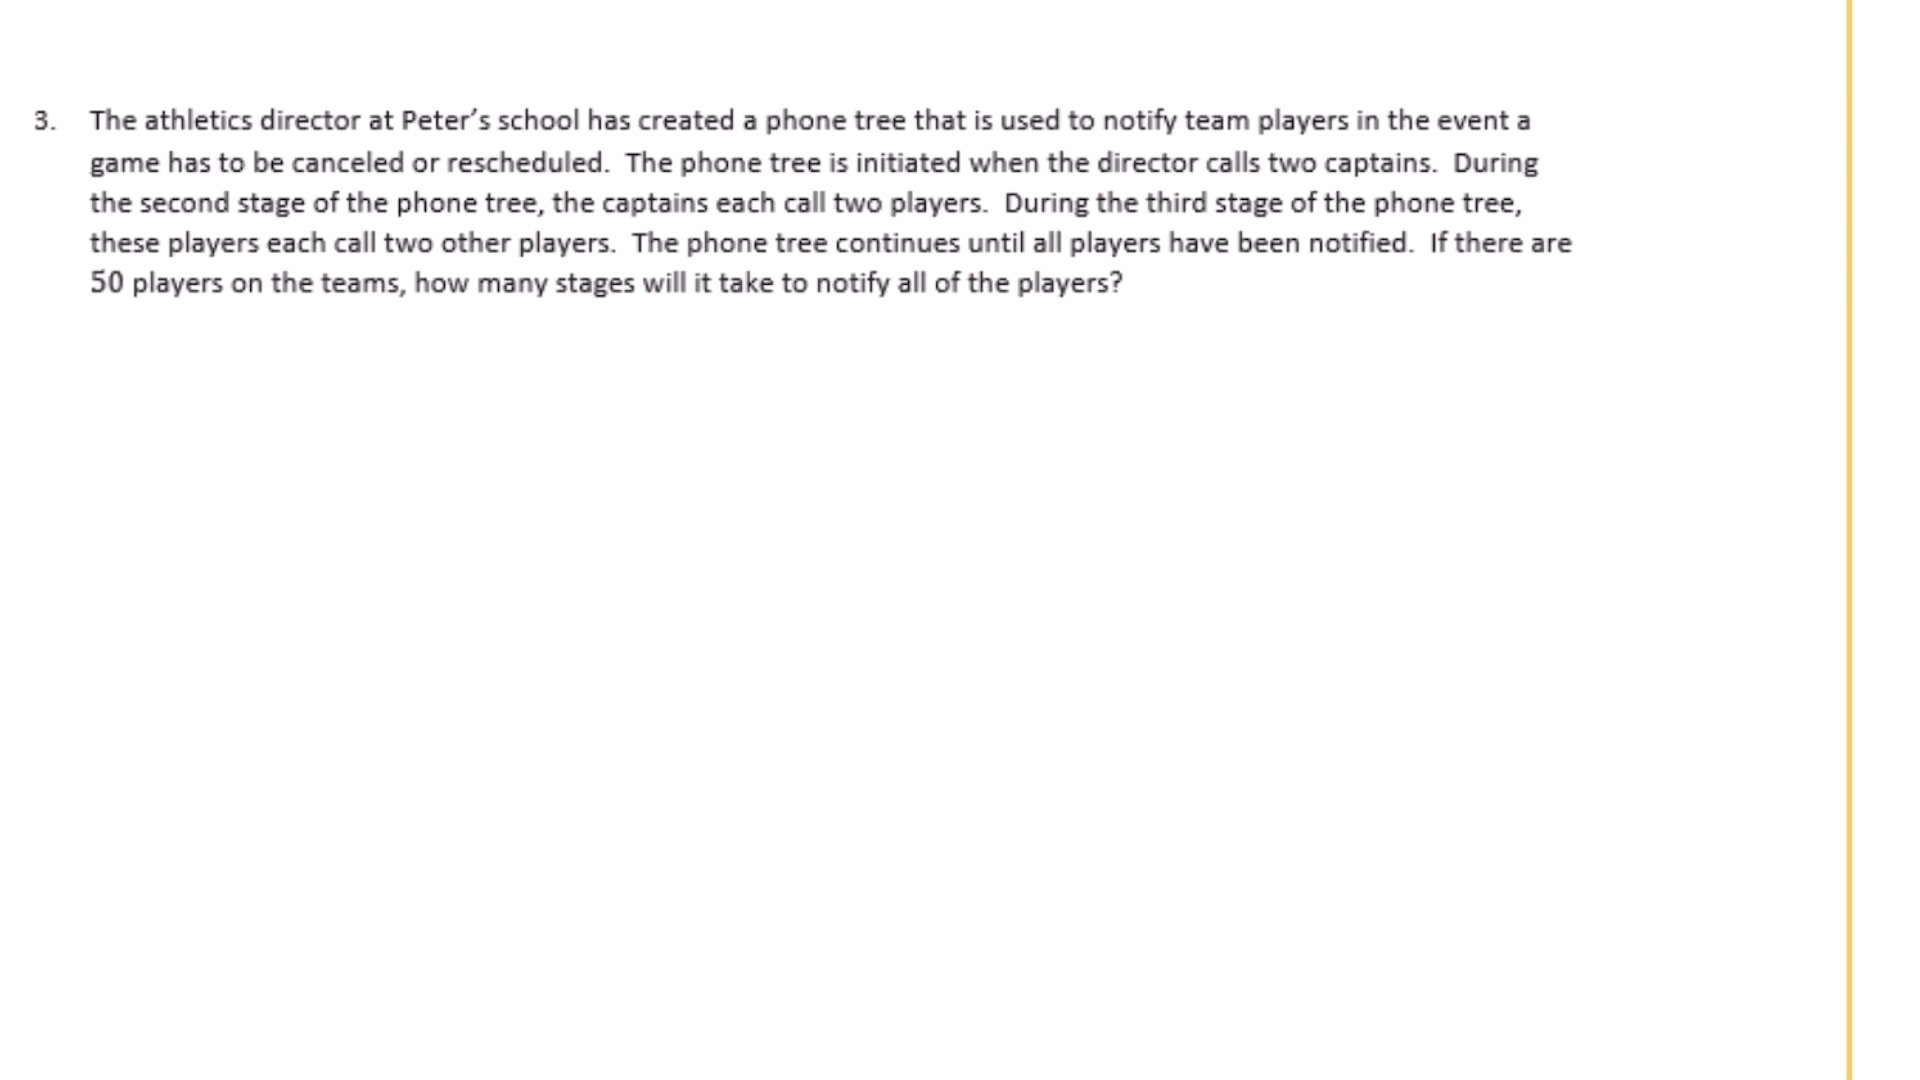 3. The athletics director at Peter’s school has created a phone tree that is used to notify team players in the event a
game has to be canceled or rescheduled. The phone tree is initiated when the director calls two captains. During
the second stage of the phone tree, the captains each call two players. During the third stage of the phone tree,
these players each call two other players. The phone tree continues until all players have been notified. If there are
50 players on the teams, how many stages will it take to notify all of the players?